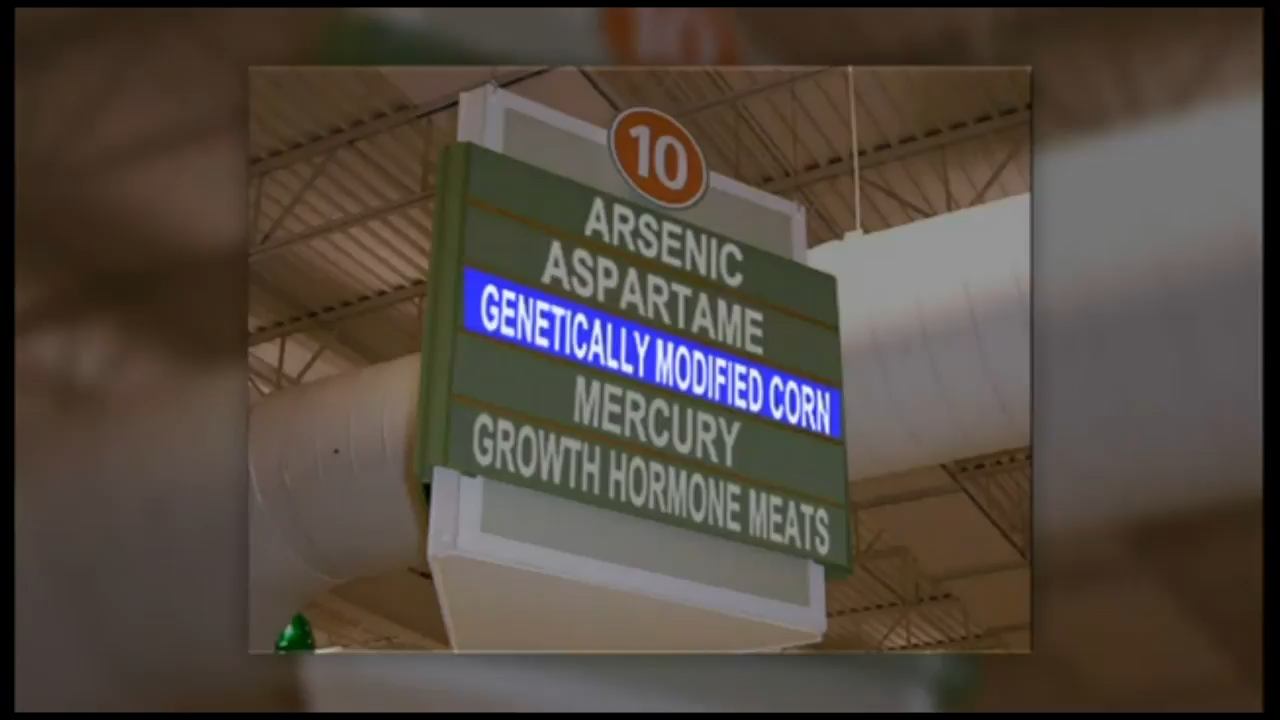 10
ARSENIC
ASPARTAME
GENETICALLY MODIFIED CORN
MERCURY
GROWTH HORMONE MEATS